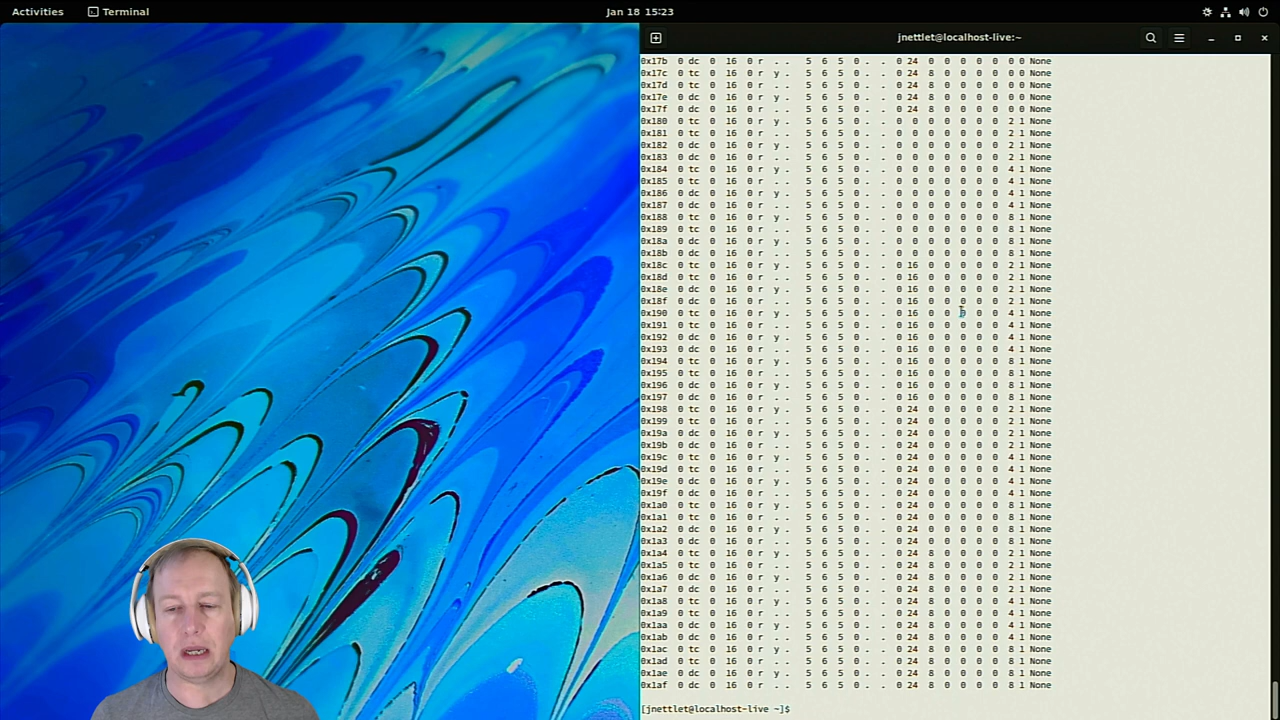 Activities
Terminal
Jan 18 15:23
jnettlet@localhost-live:~
0x17b 0 dc 0 16 0 r . . 5 6 5 0 . . 0 24 8 0 0 0 0 0 0 None
0x17c 0 tc 0 16 0 r y . 5 6 5 0 . . 0 24 8 0 0 0 0 0 0 None
0x17d 0 tc 0 16 0 r . . 5 6 5 0 . . 0 24 8 0 0 0 0 0 0 None
0x17e 0 dc 0 16 0 r y . 5 6 5 0 . . 0 24 8 0 0 0 0 0 0 None
0x17f 0 dc 0 16 0 r . . 5 6 5 0 . . 0 24 8 0 0 0 0 0 0 None
0x180 0 tc 0 16 0 r y . 5 6 5 0 . . 0 0 0 0 0 0 0 2 1 None
0x181 0 tc 0 16 0 r . . 5 6 5 0 . . 0 0 0 0 0 0 0 2 1 None
0x182 0 dc 0 16 0 r y . 5 6 5 0 . . 0 0 0 0 0 0 0 2 1 None
0x183 0 dc 0 16 0 r . . 5 6 5 0 . . 0 0 0 0 0 0 0 2 1 None
0x184 0 tc 0 16 0 r y . 5 6 5 0 . . 0 0 0 0 0 0 0 4 1 None
0x185 0 tc 0 16 0 r . . 5 6 5 0 . . 0 0 0 0 0 0 0 4 1 None
0x186 0 dc 0 16 0 r y . 5 6 5 0 . . 0 0 0 0 0 0 0 4 1 None
0x187 0 dc 0 16 0 r . . 5 6 5 0 . . 0 0 0 0 0 0 0 4 1 None
0x188 0 tc 0 16 0 r y . 5 6 5 0 . . 0 0 0 0 0 0 0 8 1 None
0x189 0 tc 0 16 0 r . . 5 6 5 0 . . 0 0 0 0 0 0 0 8 1 None
0x18a 0 dc 0 16 0 r y . 5 6 5 0 . . 0 0 0 0 0 0 0 8 1 None
0x18b 0 dc 0 16 0 r . . 5 6 5 0 . . 0 0 0 0 0 0 0 8 1 None
0x18c 0 tc 0 16 0 r y . 5 6 5 0 . . 0 16 0 0 0 0 0 2 1 None
0x18d 0 tc 0 16 0 r . . 5 6 5 0 . . 0 16 0 0 0 0 0 2 1 None
0x18e 0 dc 0 16 0 r y . 5 6 5 0 . . 0 16 0 0 0 0 0 2 1 None
0x18f 0 dc 0 16 0 r . . 5 6 5 0 . . 0 16 0 0 0 0 0 2 1 None
0x190 0 tc 0 16 0 r y . 5 6 5 0 . . 0 16 0 0 0 0 0 4 1 None
0x191 0 tc 0 16 0 r . . 5 6 5 0 . . 0 16 0 0 0 0 0 4 1 None
0x192 0 dc 0 16 0 r y . 5 6 5 0 . . 0 16 0 0 0 0 0 4 1 None
0x193 0 dc 0 16 0 r . . 5 6 5 0 . . 0 16 0 0 0 0 0 4 1 None
0x194 0 tc 0 16 0 r y . 5 6 5 0 . . 0 16 0 0 0 0 0 8 1 None
0x195 0 tc 0 16 0 r . . 5 6 5 0 . . 0 16 0 0 0 0 0 8 1 None
0x196 0 dc 0 16 0 r y . 5 6 5 0 . . 0 16 0 0 0 0 0 8 1 None
0x197 0 dc 0 16 0 r . . 5 6 5 0 . . 0 16 0 0 0 0 0 8 1 None
0x198 0 tc 0 16 0 r y . 5 6 5 0 . . 0 24 0 0 0 0 0 2 1 None
0x199 0 tc 0 16 0 r . . 5 6 5 0 . . 0 24 0 0 0 0 0 2 1 None
0x19a 0 dc 0 16 0 r y . 5 6 5 0 . . 0 24 0 0 0 0 0 2 1 None
0x19b 0 dc 0 16 0 r . . 5 6 5 0 . . 0 24 0 0 0 0 0 2 1 None
0x19c 0 tc 0 16 0 r y . 5 6 5 0 . . 0 24 0 0 0 0 0 4 1 None
0x19d 0 tc 0 16 0 r . . 5 6 5 0 . . 0 24 0 0 0 0 0 4 1 None
0x19e 0 dc 0 16 0 r y . 5 6 5 0 . . 0 24 0 0 0 0 0 4 1 None
0x19f 0 dc 0 16 0 r . . 5 6 5 0 . . 0 24 0 0 0 0 0 4 1 None
0x1a0 0 tc 0 16 0 r y . 5 6 5 0 . . 0 24 0 0 0 0 0 8 1 None
0x1a1 0 tc 0 16 0 r . . 5 6 5 0 . . 0 24 0 0 0 0 0 8 1 None
0x1a2 0 dc 0 16 0 r y . 5 6 5 0 . . 0 24 0 0 0 0 0 8 1 None
0x1a3 0 dc 0 16 0 r . . 5 6 5 0 . . 0 24 0 0 0 0 0 8 1 None
0x1a4 0 tc 0 16 0 r y . 5 6 5 0 . . 0 24 8 0 0 0 0 2 1 None
0x1a5 0 tc 0 16 0 r . . 5 6 5 0 . . 0 24 8 0 0 0 0 2 1 None
0x1a6 0 dc 0 16 0 r y . 5 6 5 0 . . 0 24 8 0 0 0 0 2 1 None
0x1a7 0 dc 0 16 0 r . . 5 6 5 0 . . 0 24 8 0 0 0 0 2 1 None
0x1a8 0 tc 0 16 0 r y . 5 6 5 0 . . 0 24 8 0 0 0 0 4 1 None
0x1a9 0 tc 0 16 0 r . . 5 6 5 0 . . 0 24 8 0 0 0 0 4 1 None
0x1aa 0 dc 0 16 0 r y . 5 6 5 0 . . 0 24 8 0 0 0 0 4 1 None
0x1ab 0 dc 0 16 0 r . . 5 6 5 0 . . 0 24 8 0 0 0 0 4 1 None
0x1ac 0 tc 0 16 0 r y . 5 6 5 0 . . 0 24 8 0 0 0 0 8 1 None
0x1ad 0 tc 0 16 0 r . . 5 6 5 0 . . 0 24 8 0 0 0 0 8 1 None
0x1ae 0 dc 0 16 0 r y . 5 6 5 0 . . 0 24 8 0 0 0 0 8 1 None
0x1af 0 dc 0 16 0 r . . 5 6 5 0 . . 0 24 8 0 0 0 0 8 1 None
[jnettlet@localhost-live ~]$